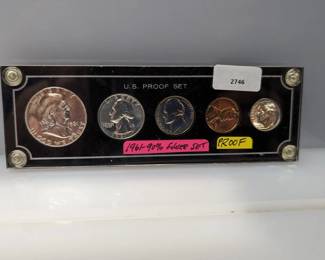 U.S. PROOF SET
2746
1961-90% SILVER SET
PROOF